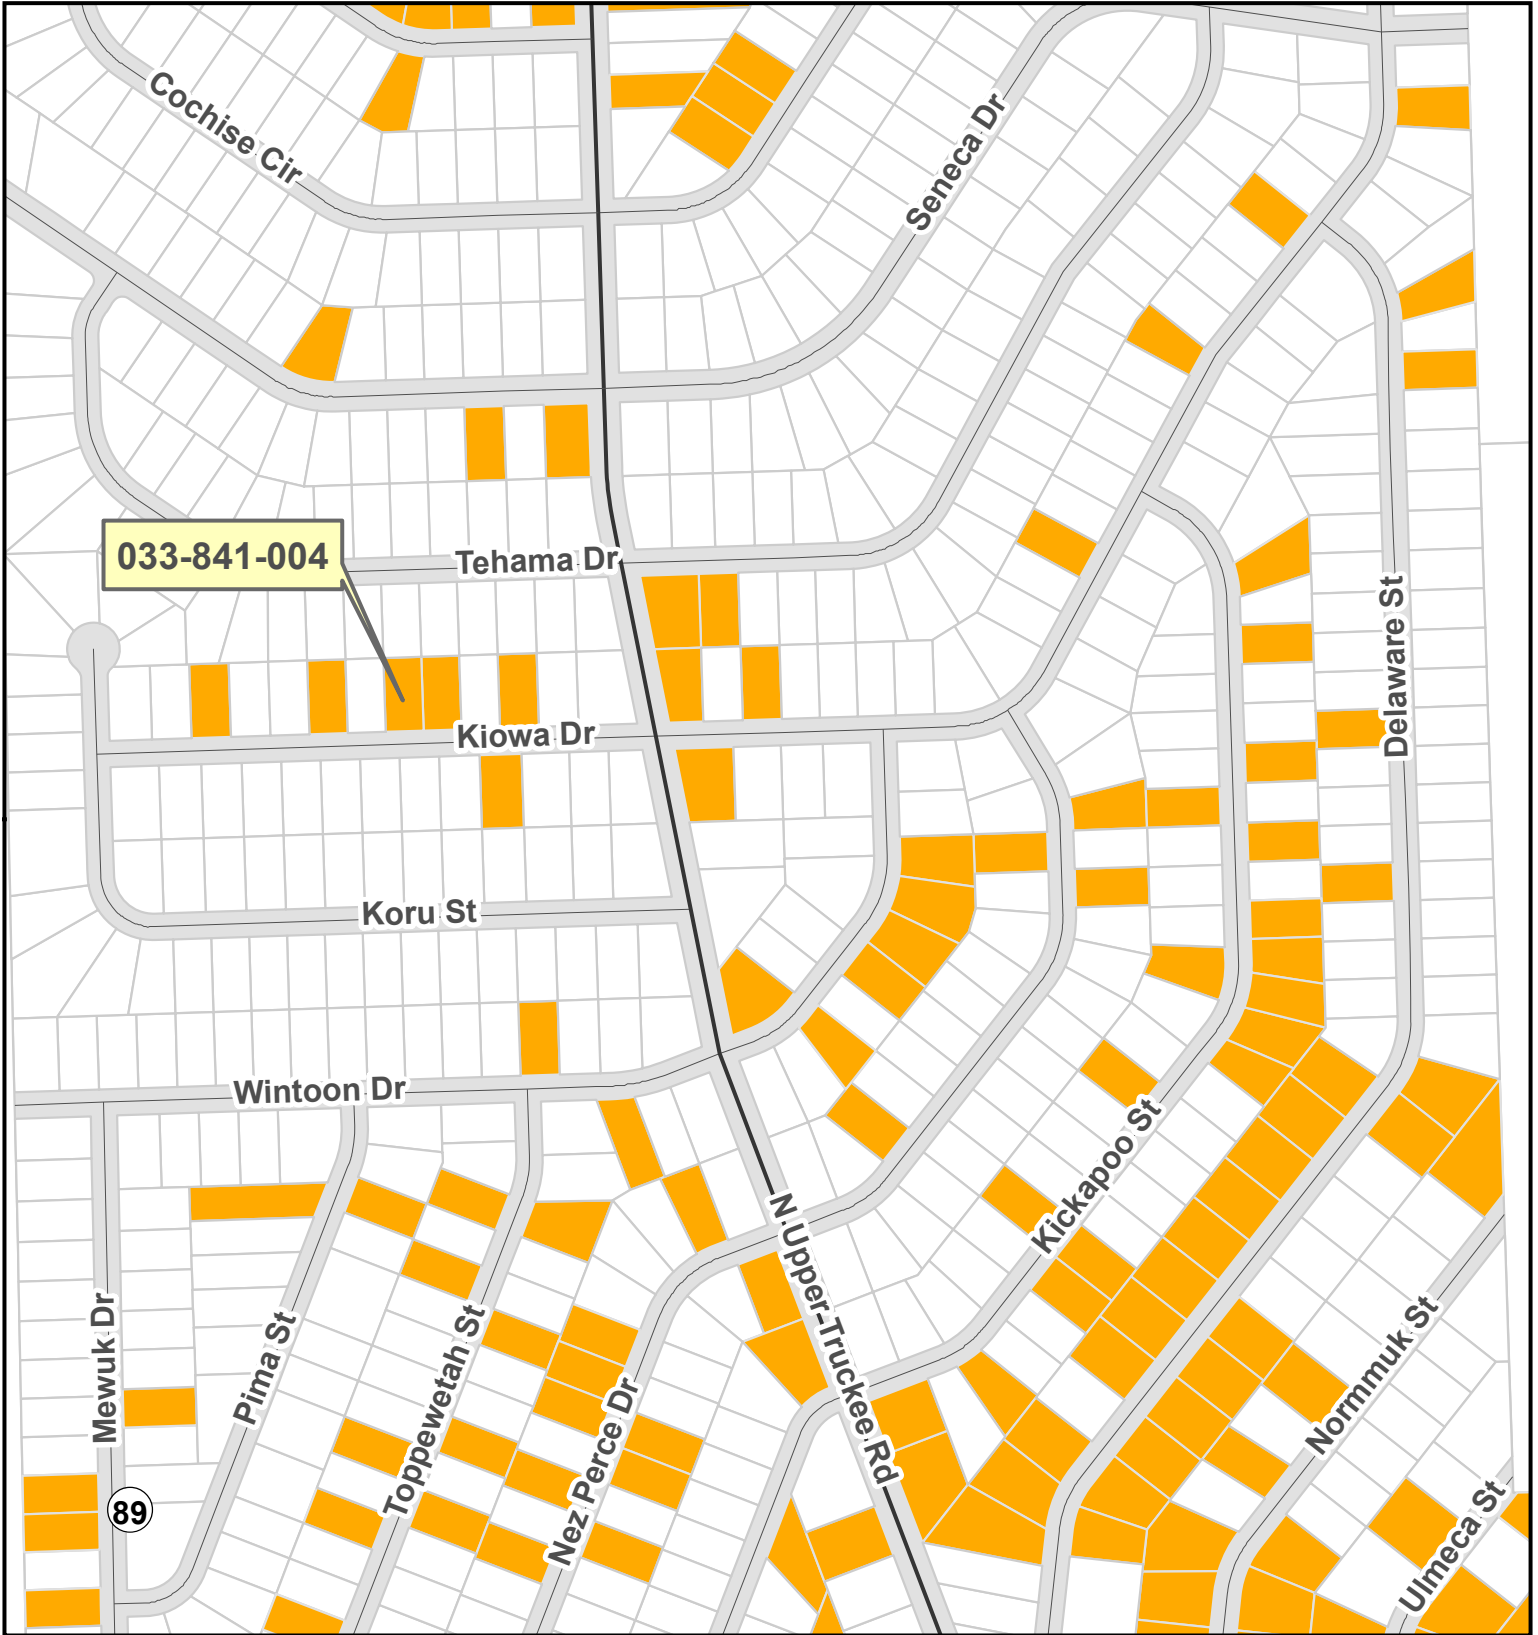 Cochise Cir
Seneca Dr
033-841-004
Tehama Dr
Delaware St
Kiowa Dr
Koru St
Wintoon Dr
Kickapoo St
N Upper Truckee Rd
Mewuk Dr
Pima St
Toppewetah St
Nez Perce Dr
Normmuk St
89
Ulmeca St